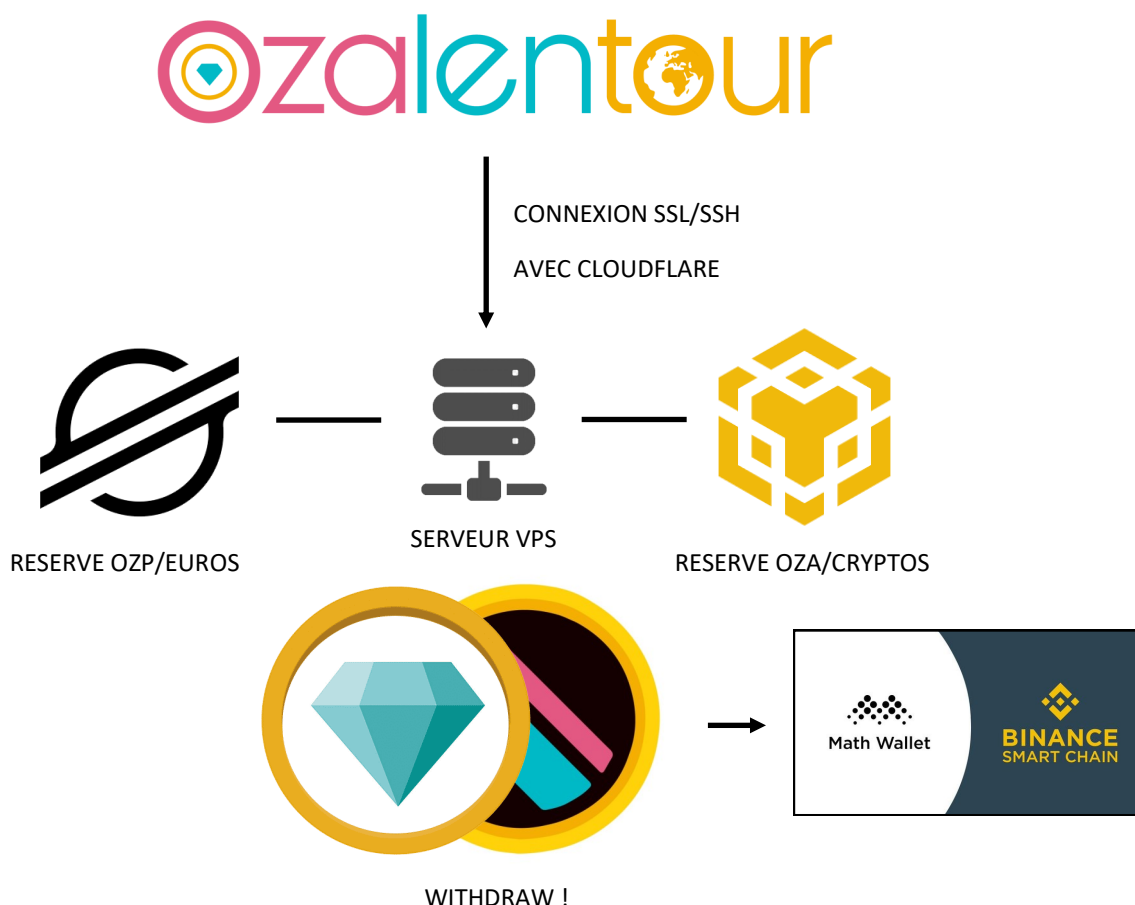 Ozalentour
CONNEXION SSL/SSH
AVEC CLOUDFLARE
SERVEUR VPS
RESERVE OZP/EUROS
RESERVE OZA/CRYPTOS
Math Wallet
BINANCE
SMART CHAIN
WITHDRAW !